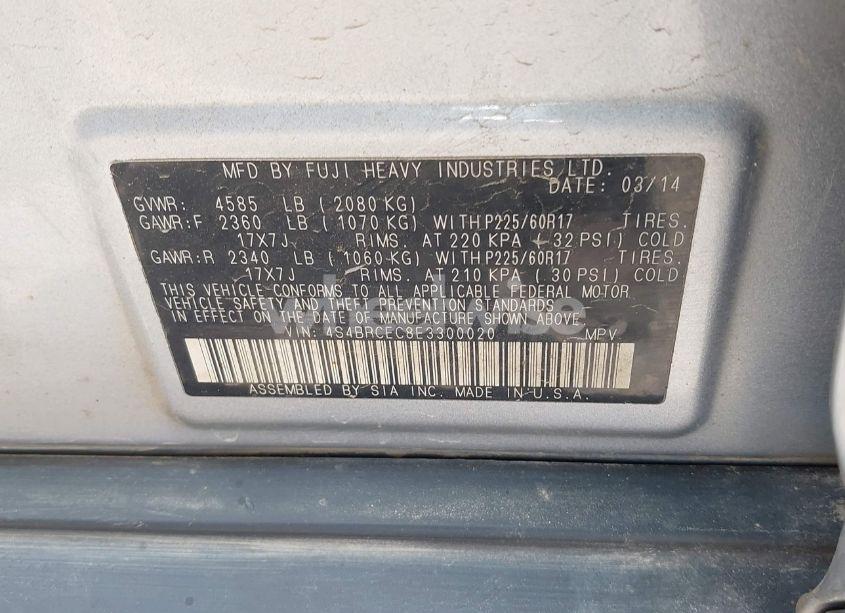 MFD BY FUJI HEAVY INDUSTRIES LTD.
DATE: 03/14
GVWR: 4585 LB (2080 KG)
GAWR:F 2360 LB (1070 KG) WITH P225/60R17 TIRES.
17X7J RIMS. AT 220 KPA (32 PSI) COLD
GAWR:R 2340 LB (1060 KG) WITH P225/60R17 TIRES.
17X7J RIMS. AT 210 KPA (30 PSI) COLD
THIS VEHICLE CONFORMS TO ALL APPLICABLE FEDERAL MOTOR
VEHICLE SAFETY AND THEFT PREVENTION STANDARDS
IN EFFECT ON THE DATE OF MANUFACTURE SHOWN ABOVE.
VIN: 4S4BRCEC8E3300020 MPV
ASSEMBLED BY SIA INC. MADE IN U.S.A.